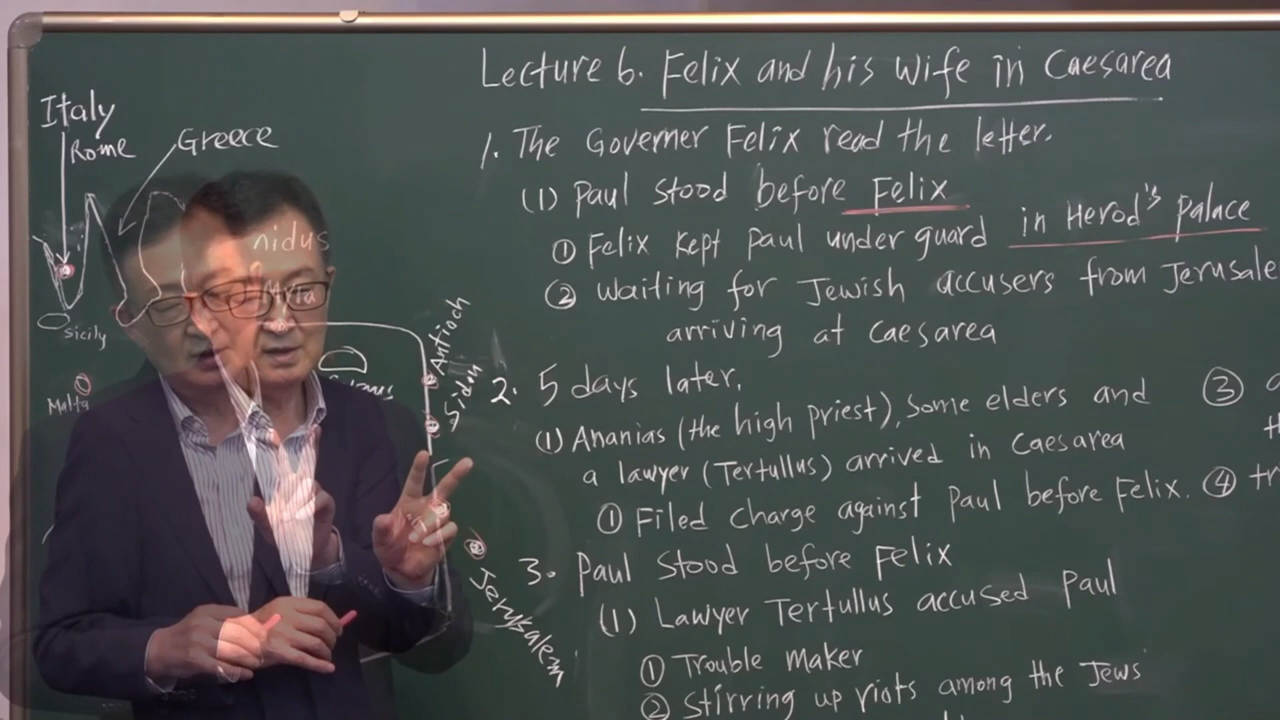 Lecture 6. Felix and his wife in Caesarea
1. The Governer Felix read the letter.
(1) Paul stood before Felix
① Felix kept Paul under guard in Herod's Palace
② Waiting for Jewish accusers from Jerusale
arriving at Caesarea
2. 5 days later,
(1) Ananias (the high priest), some elders and
a lawyer (Tertullus) arrived in Caesarea
① Filed charge against Paul before Felix.
3. Paul stood before Felix
(1) Lawyer Tertullus accused Paul
① Trouble Maker
② Stirring up riots among the Jews
③
④
Italy
Rome
Greece
nidus
Sicily
Malta
Antioch
Sidon
Jerusalem